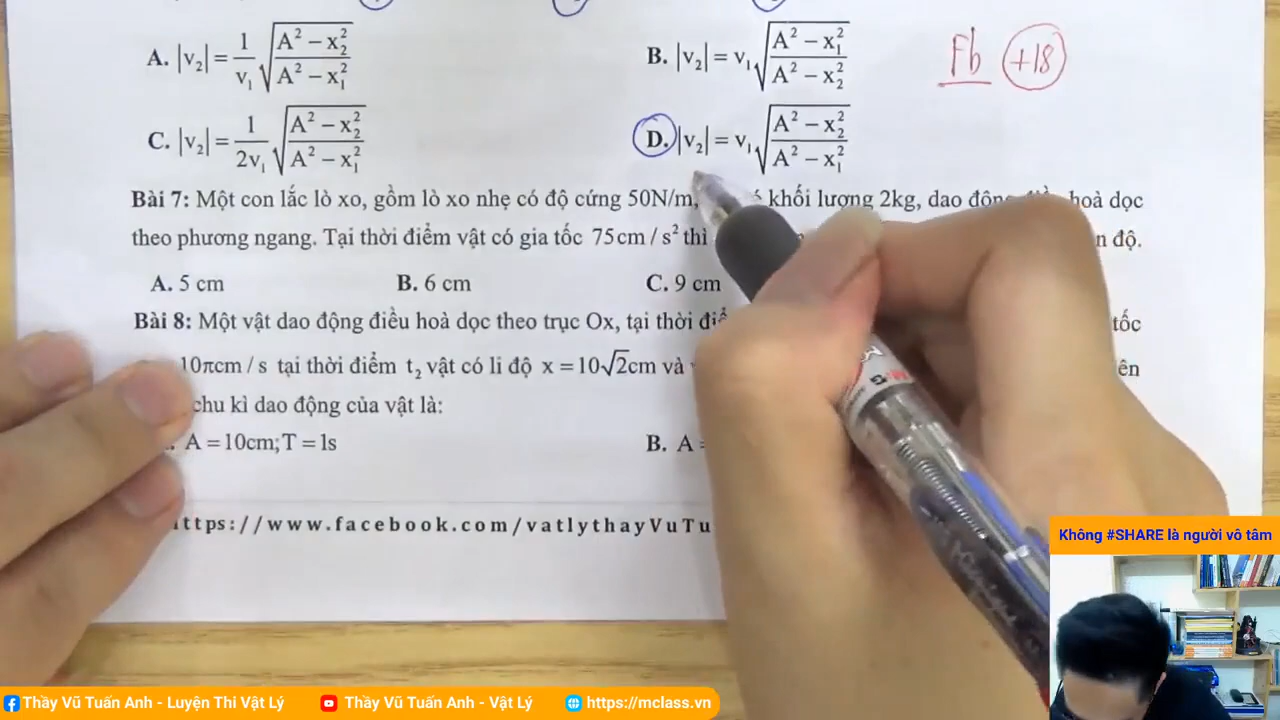 A. |v₂| = 1/v₁ √((A² − x₂²)/(A² − x₁²))
B. |v₂| = v₁ √((A² − x₁²)/(A² − x₂²))
Fb +18
C. |v₂| = 1/(2v₁) √((A² − x₂²)/(A² − x₁²))
D. |v₂| = v₁ √((A² − x₂²)/(A² − x₁²))
Bài 7: Một con lắc lò xo, gồm lò xo nhẹ có độ cứng 50N/m, khối lượng 2kg, dao động hoà dọc
theo phương ngang. Tại thời điểm vật có gia tốc 75cm / s² thì độ.
A. 5 cm
B. 6 cm
C. 9 cm
Bài 8: Một vật dao động điều hoà dọc theo trục Ox, tại thời tốc
10πcm / s tại thời điểm t₂ vật có li độ x = 10√2cm và
chu kì dao động của vật là:
A = 10cm; T = 1s
B. A
ttps://www.facebook.com/vatlythayVuTu
Không #SHARE là người vô tâm
Thầy Vũ Tuấn Anh - Luyện Thi Vật Lý
Thầy Vũ Tuấn Anh - Vật Lý
https://mclass.vn